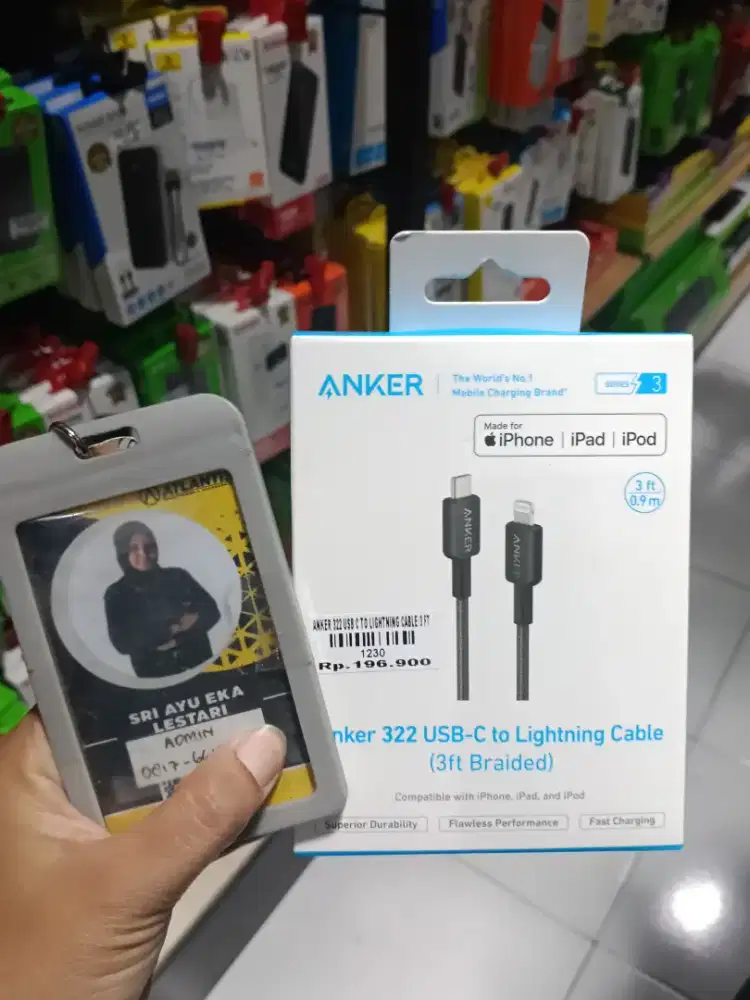 ANKER
The World's No.1
Mobile Charging Brand*
SERIES 3
Made for
iPhone | iPad | iPod
3 ft
0.9 m
ANKER
ANKER 322 USB C TO LIGHTNING CABLE 3 FT
1230
Rp.196.900
nker 322 USB-C to Lightning Cable
(3ft Braided)
Compatible with iPhone, iPad, and iPod
Superior Durability
Flawless Performance
Fast Charging
SRI AYU EKA
LESTARI
ADMIN